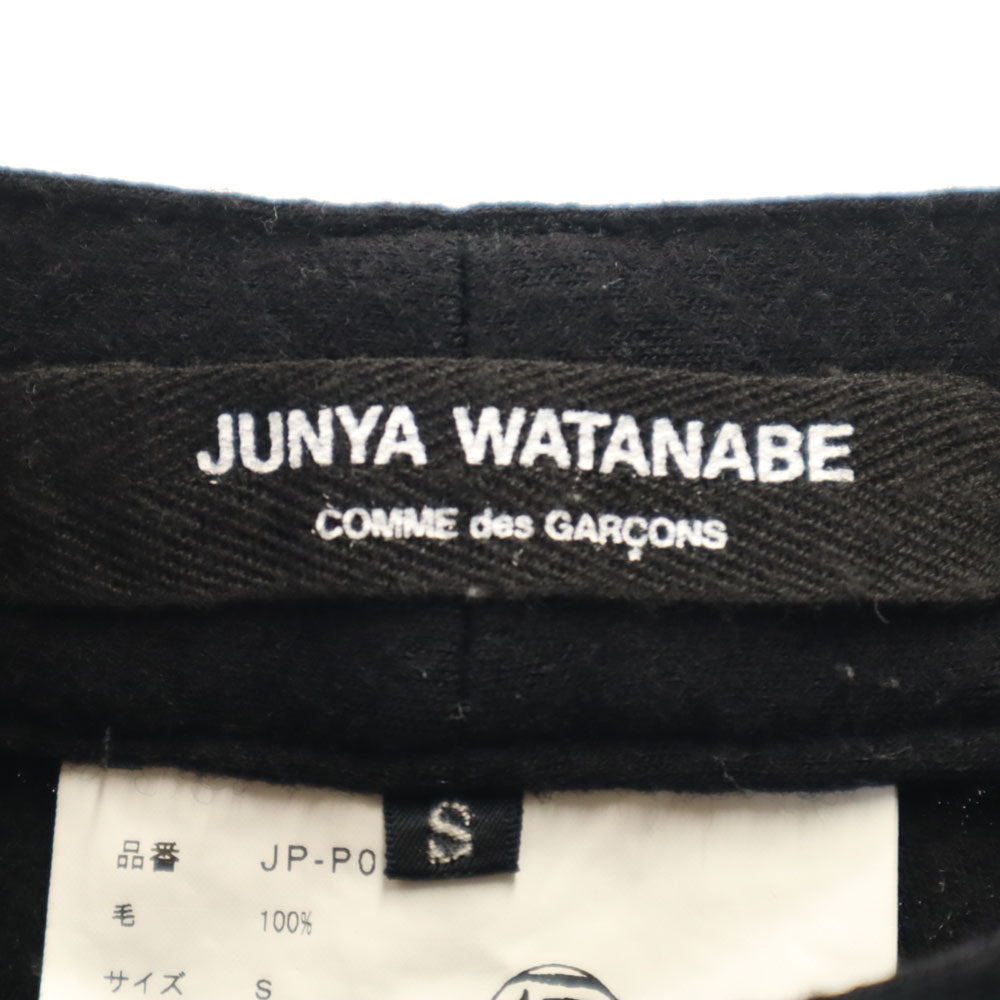 JUNYA WATANABE
COMME des GARÇONS
S
品番 JP-P0
毛 100%
サイズ S